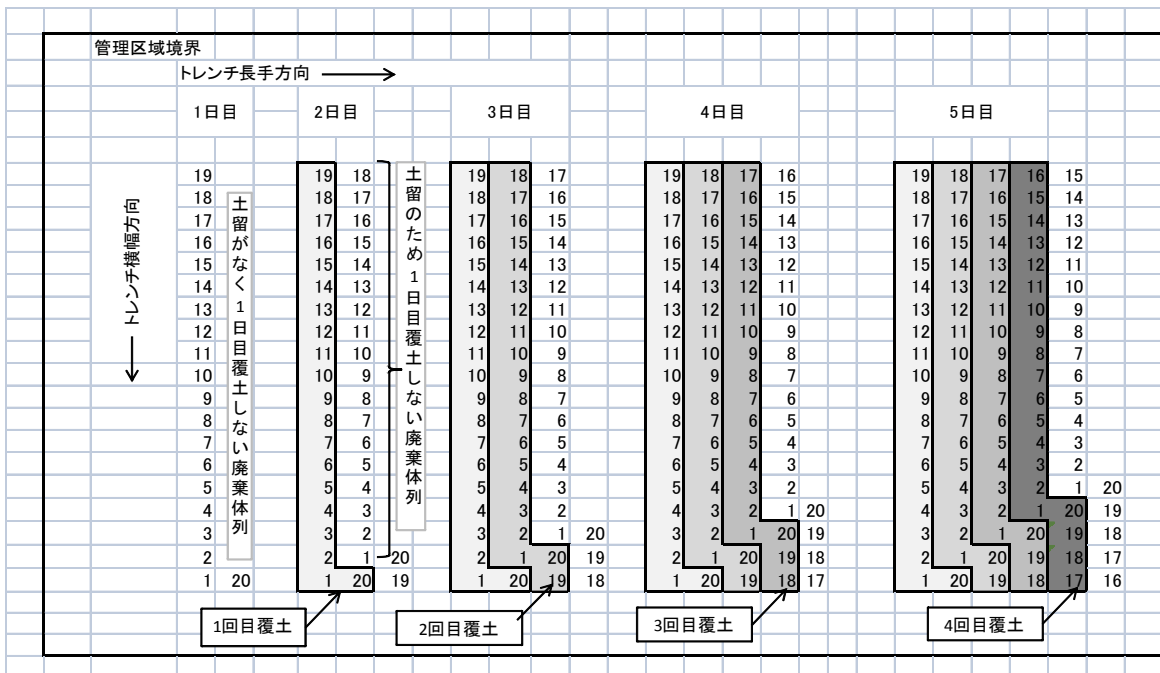 管理区域境界
トレンチ長手方向
1日目 2日目 3日目 4日目 5日目
トレンチ横幅方向
土留がなく1日目覆土しない廃棄体列
土留のため1日目覆土しない廃棄体列
19 19 18 19 18 17 19 18 17 16 19 18 17 16 15
18 18 17 18 17 16 18 17 16 15 18 17 16 15 14
17 17 16 17 16 15 17 16 15 14 17 16 15 14 13
16 16 15 16 15 14 16 15 14 13 16 15 14 13 12
15 15 14 15 14 13 15 14 13 12 15 14 13 12 11
14 14 13 14 13 12 14 13 12 11 14 13 12 11 10
13 13 12 13 12 11 13 12 11 10 13 12 11 10 9
12 12 11 12 11 10 12 11 10 9 12 11 10 9 8
11 11 10 11 10 9 11 10 9 8 11 10 9 8 7
10 10 9 10 9 8 10 9 8 7 10 9 8 7 6
9 9 8 9 8 7 9 8 7 6 9 8 7 6 5
8 8 7 8 7 6 8 7 6 5 8 7 6 5 4
7 7 6 7 6 5 7 6 5 4 7 6 5 4 3
6 6 5 6 5 4 6 5 4 3 6 5 4 3 2
5 5 4 5 4 3 5 4 3 2 5 4 3 2 1 20
4 4 3 4 3 2 4 3 2 1 20 4 3 2 1 20 19
3 3 2 3 2 1 20 3 2 1 20 19 3 2 1 20 19 18
2 2 1 20 2 1 20 19 2 1 20 19 18 2 1 20 19 18 17
1 20 1 20 19 1 20 19 18 1 20 19 18 17 1 20 19 18 17 16
1回目覆土 2回目覆土 3回目覆土 4回目覆土